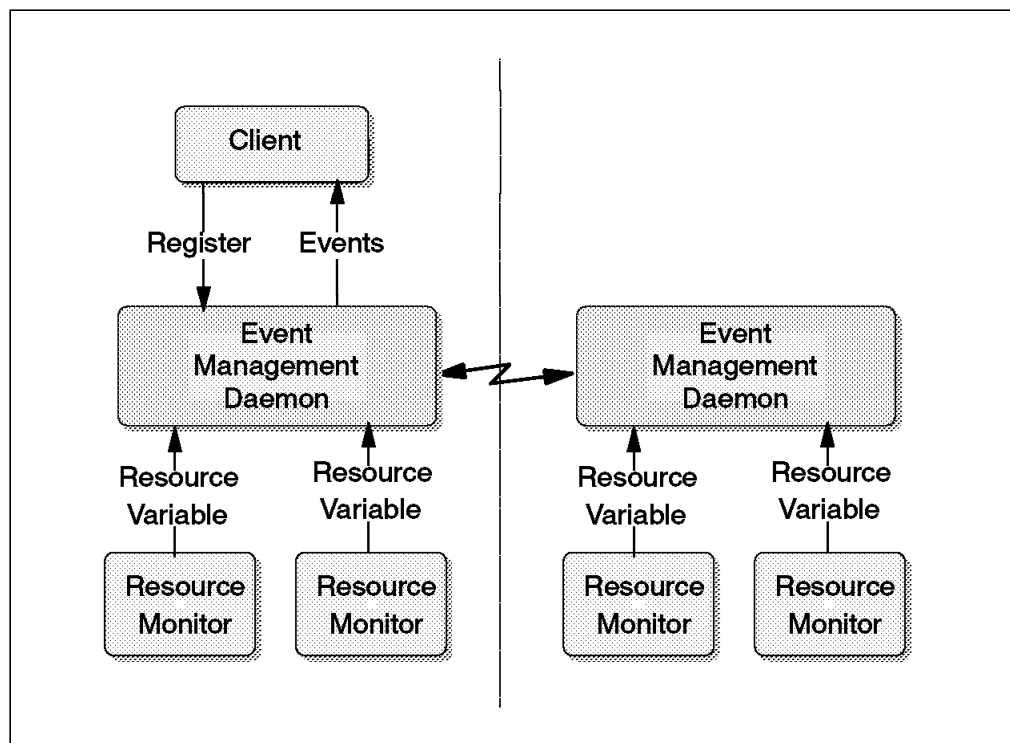 Client
Register
Events
Event
Management
Daemon
Event
Management
Daemon
Resource
Variable
Resource
Variable
Resource
Variable
Resource
Variable
Resource
Monitor
Resource
Monitor
Resource
Monitor
Resource
Monitor